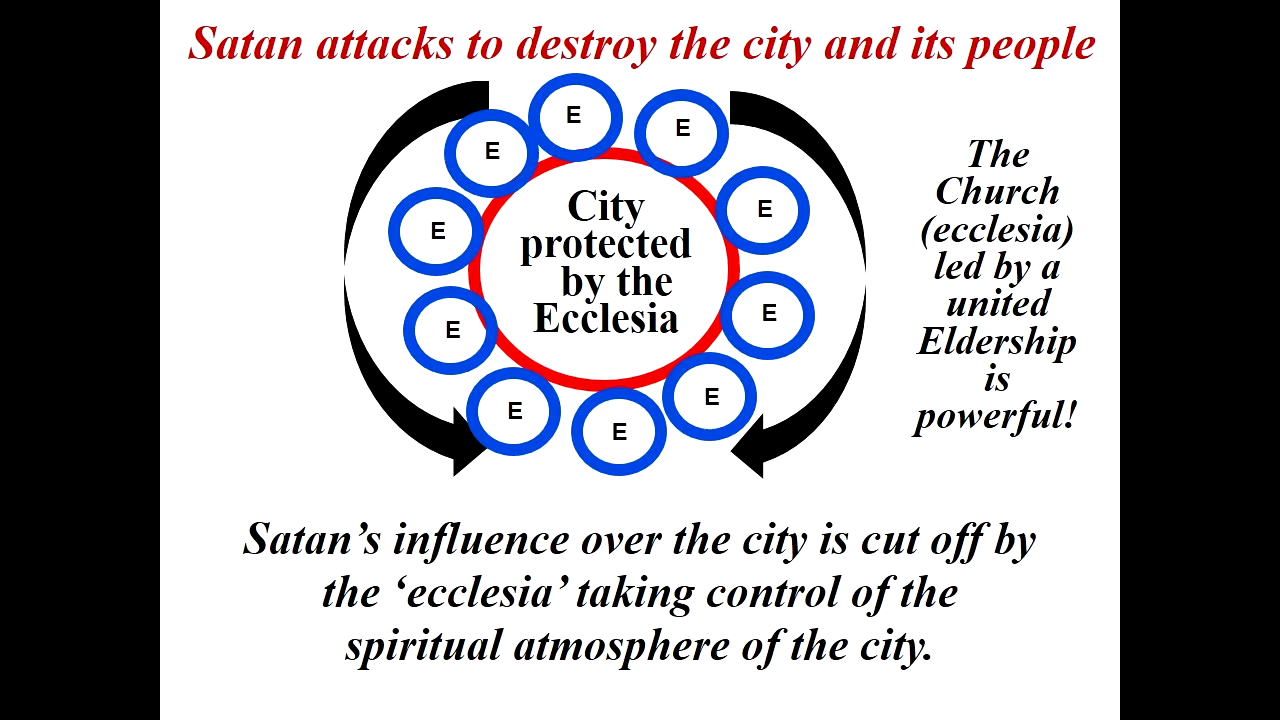 Satan attacks to destroy the city and its people
E
E
E
E
E
E
E
E
E
E
City
protected
by the
Ecclesia
The
Church
(ecclesia)
led by a
united
Eldership
is
powerful!
Satan’s influence over the city is cut off by
the ‘ecclesia’ taking control of the
spiritual atmosphere of the city.